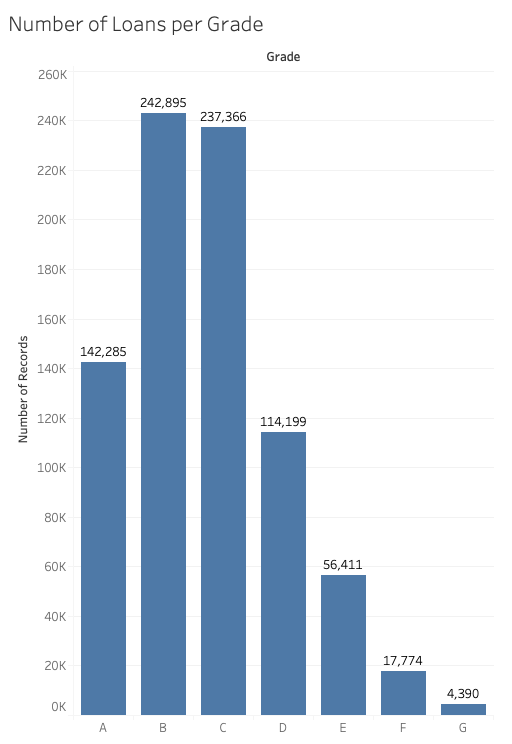 Number of Loans per Grade
Grade
260K
240K
220K
200K
180K
160K
140K
120K
100K
80K
60K
40K
20K
0K
Number of Records
142,285
242,895
237,366
114,199
56,411
17,774
4,390
A B C D E F G